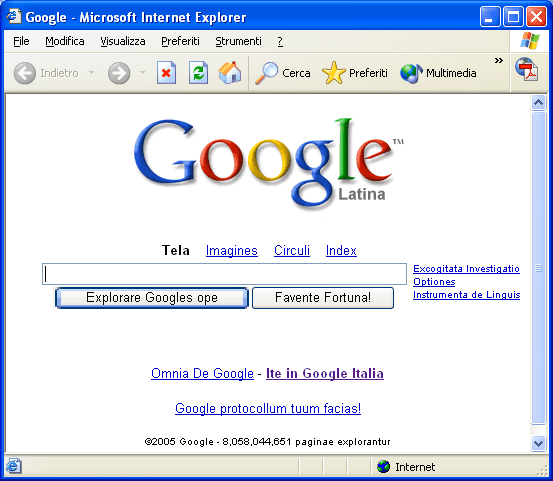 Google - Microsoft Internet Explorer
File Modifica Visualizza Preferiti Strumenti ?
Indietro Cerca Preferiti Multimedia »
Google™
Latina
Tela Imagines Circuli Index
Excogitata Investigatio
Optiones
Instrumenta de Linguis
Explorare Googles ope Favente Fortuna!
Omnia De Google - Ite in Google Italia
Google protocollum tuum facias!
©2005 Google - 8,058,044,651 paginae explorantur
Internet